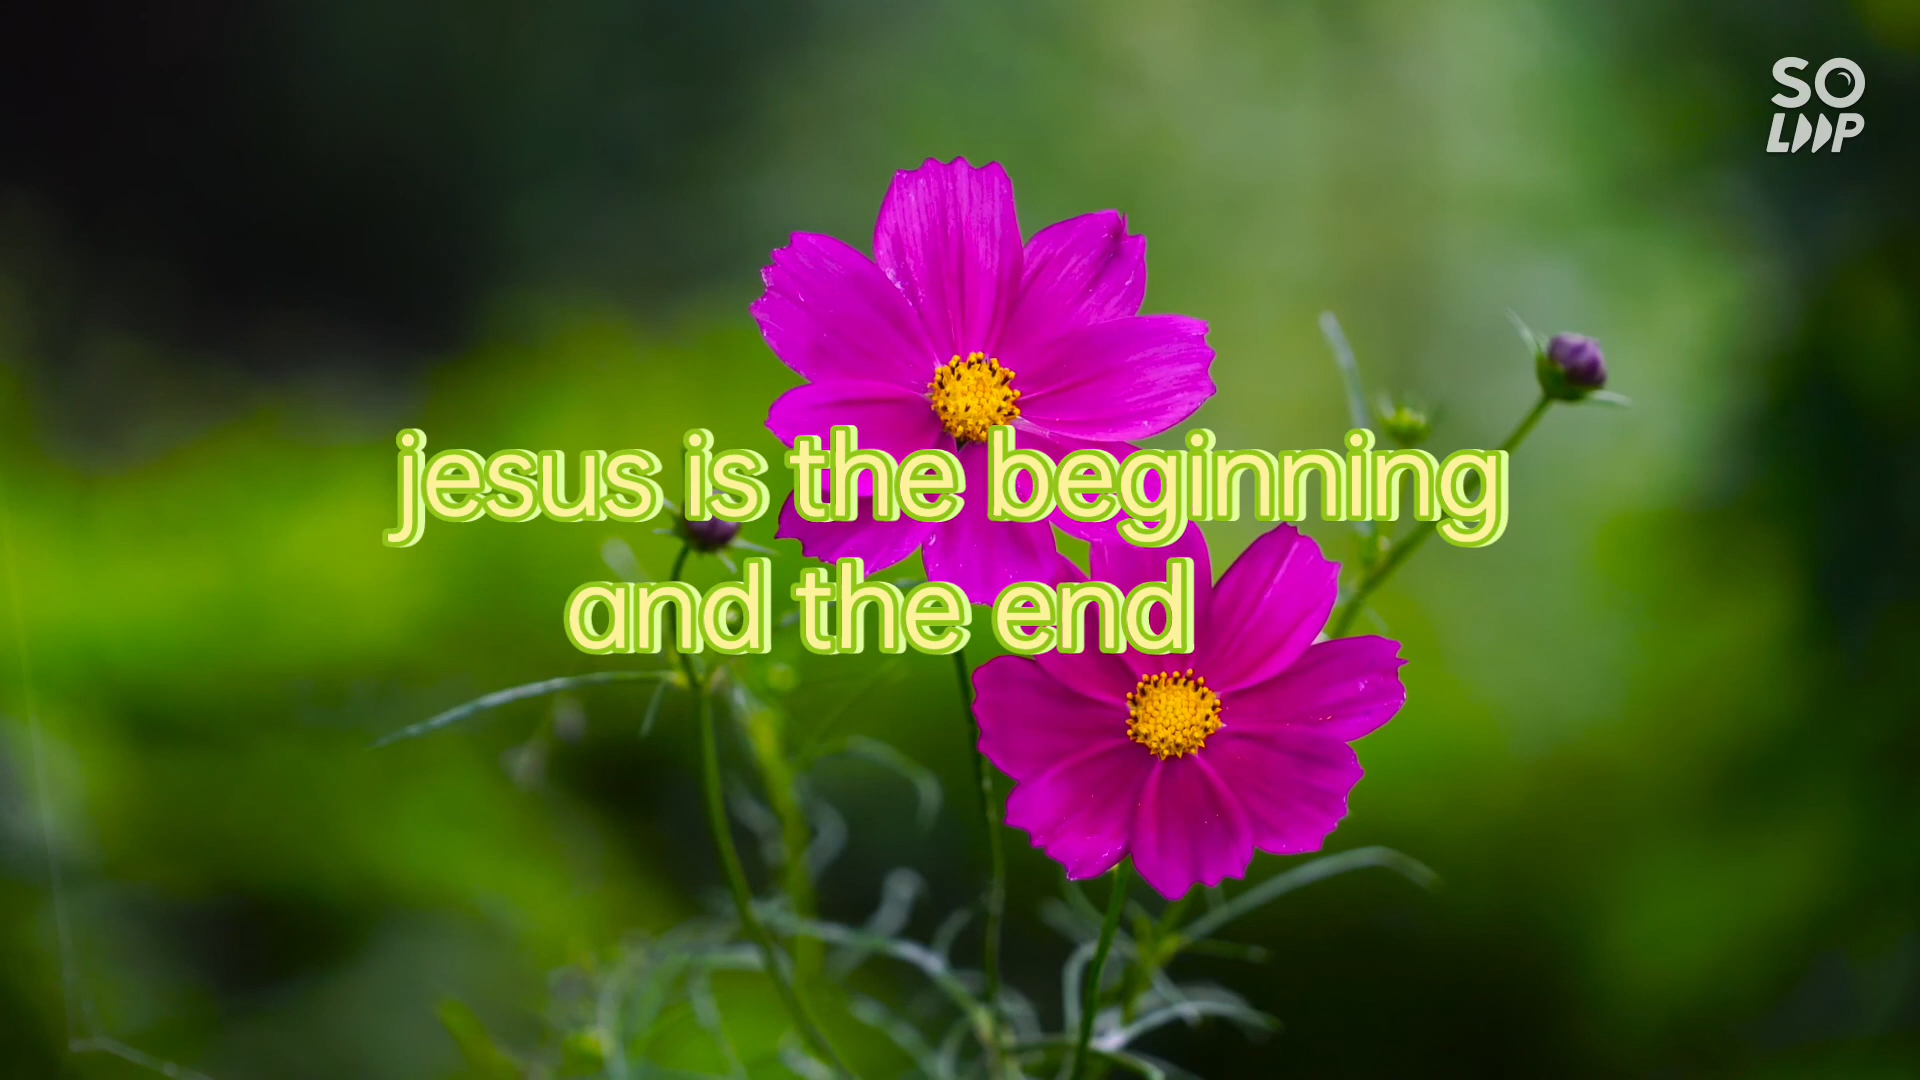 SO
LOOP
jesus is the beginning
and the end